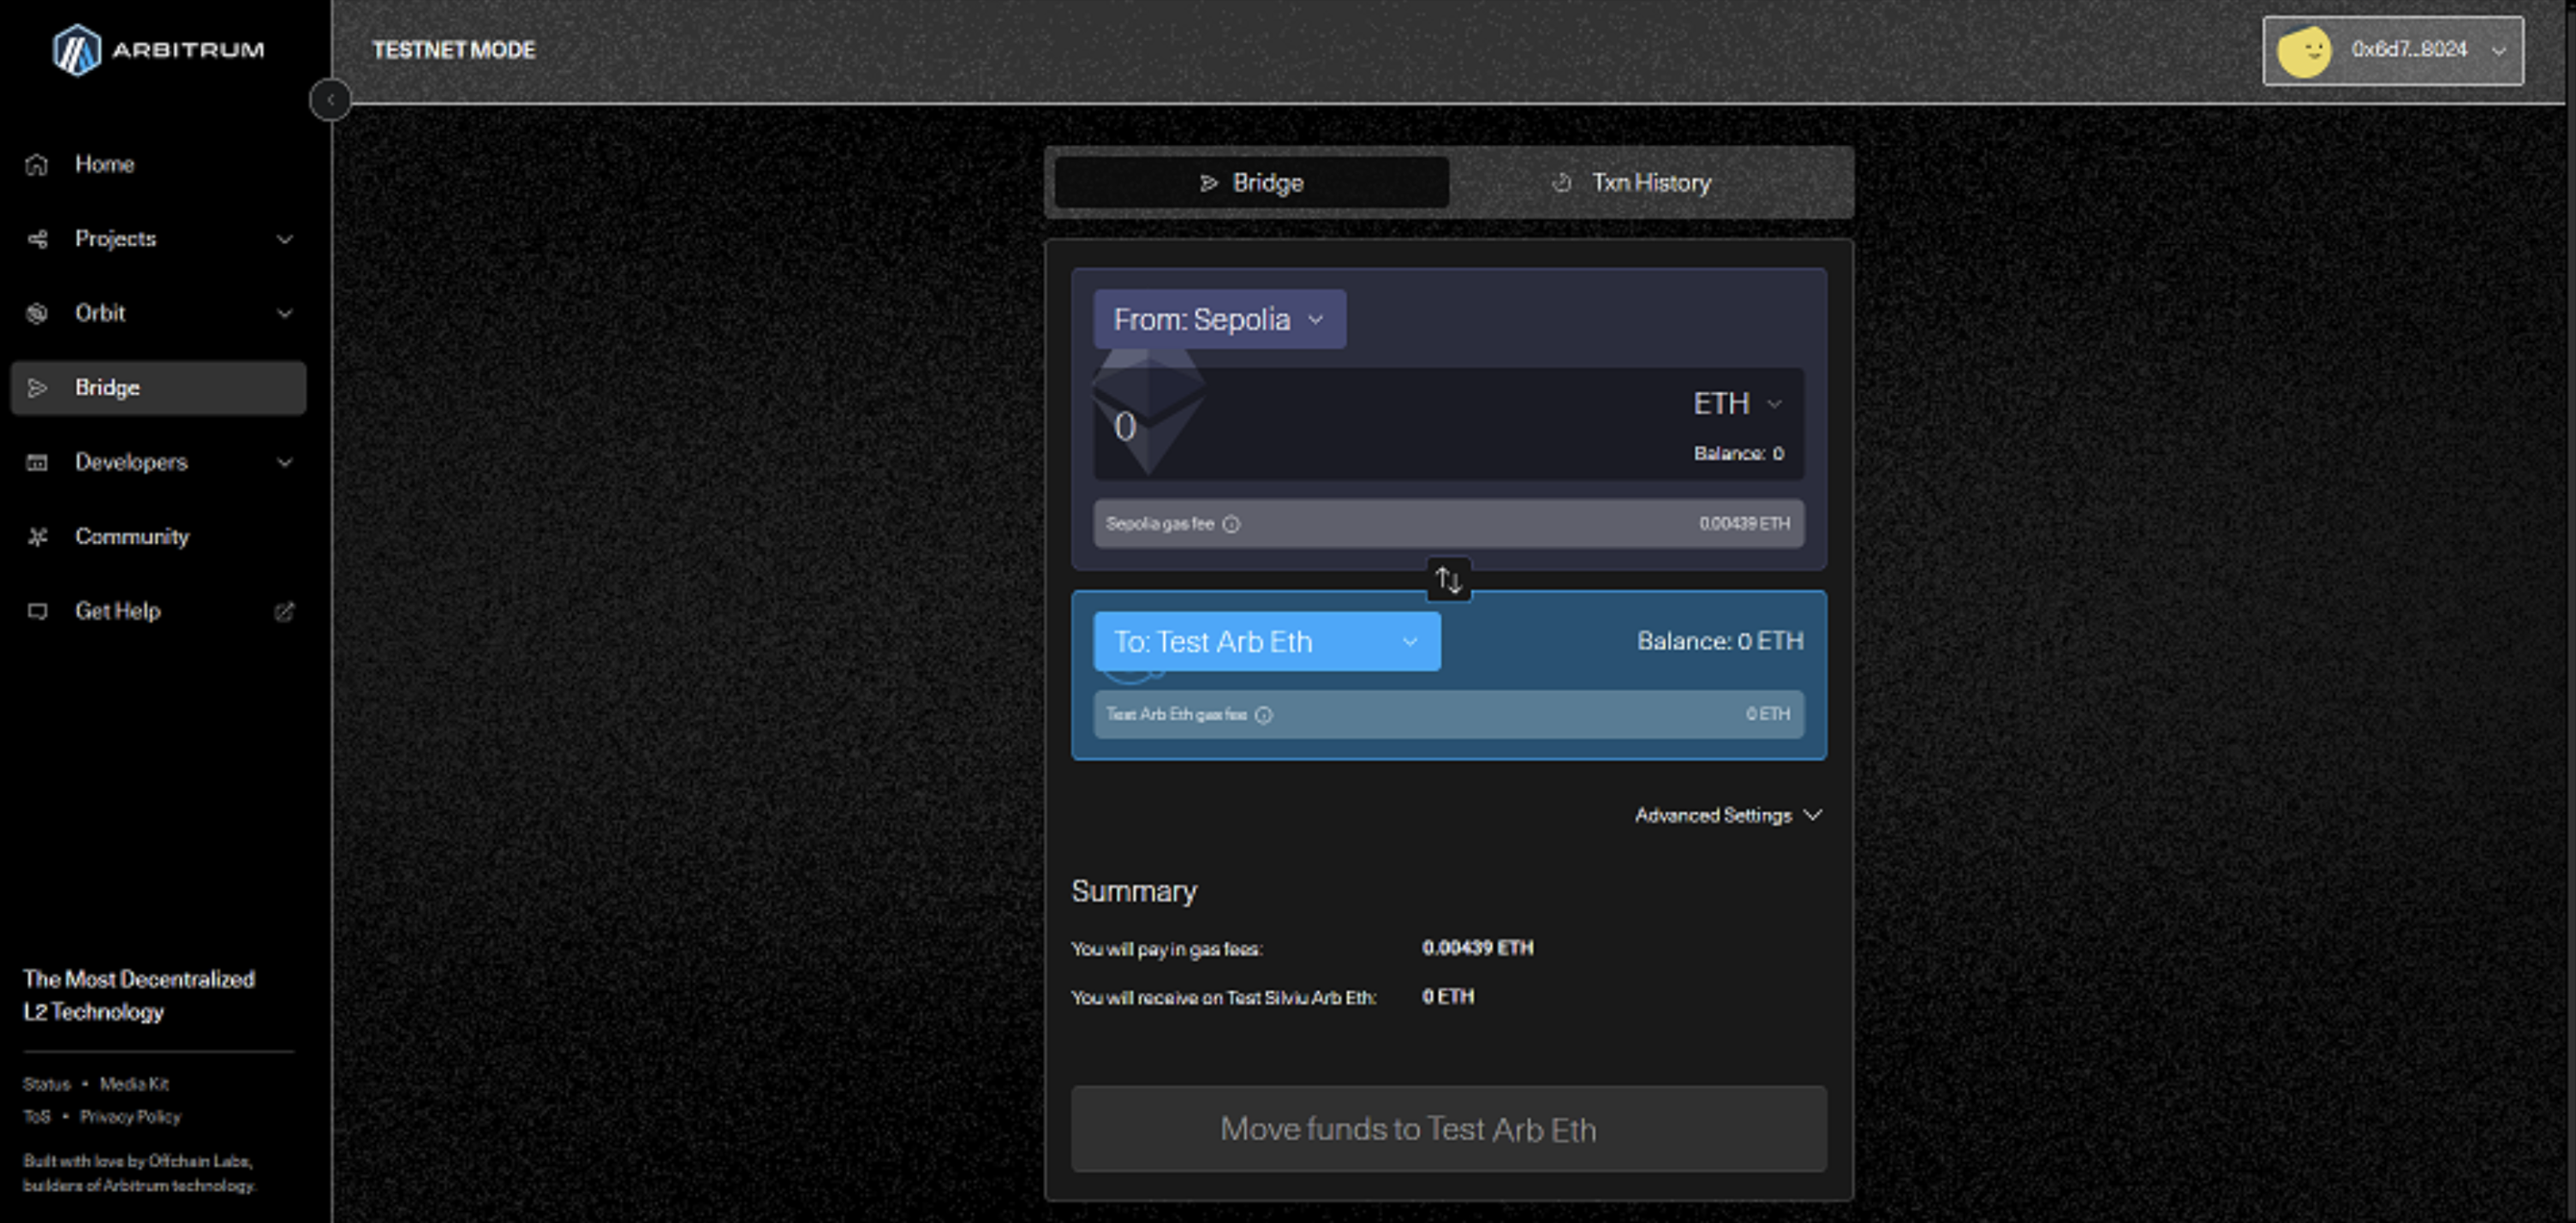 ARBITRUM
TESTNET MODE
0x6d7...8024
Home
Projects
Orbit
Bridge
Developers
Community
Get Help
The Most Decentralized
L2 Technology
Status • Media Kit
ToS • Privacy Policy
Built with love by Offchain Labs,
builders of Arbitrum technology.
Bridge
Txn History
From: Sepolia
ETH
0
Balance: 0
Sepolia gas fee
0.00439 ETH
To: Test Arb Eth
Balance: 0 ETH
Test Arb Eth gas fee
0 ETH
Advanced Settings
Summary
You will pay in gas fees: 0.00439 ETH
You will receive on Test Silviu Arb Eth: 0 ETH
Move funds to Test Arb Eth